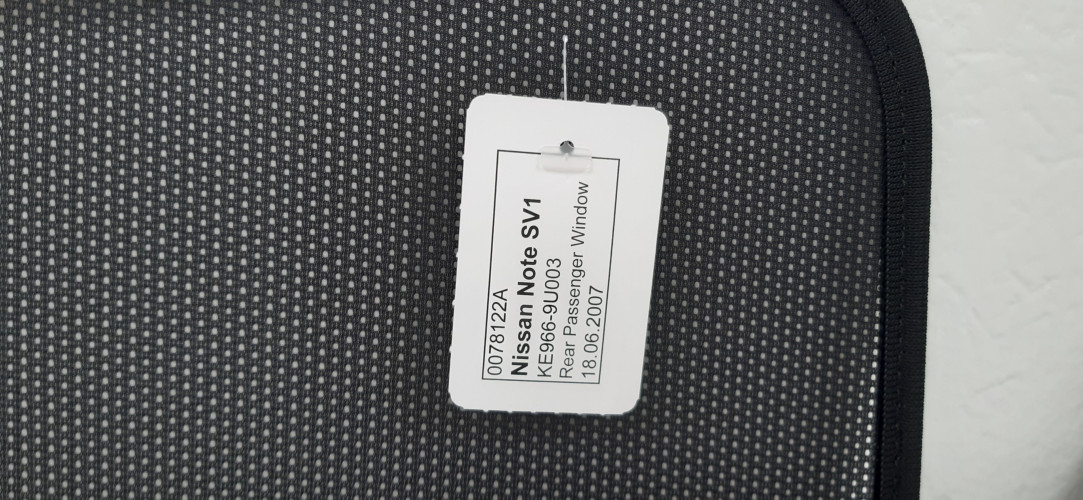 0078122A
Nissan Note SV1
KE966-9U003
Rear Passenger Window
18.06.2007